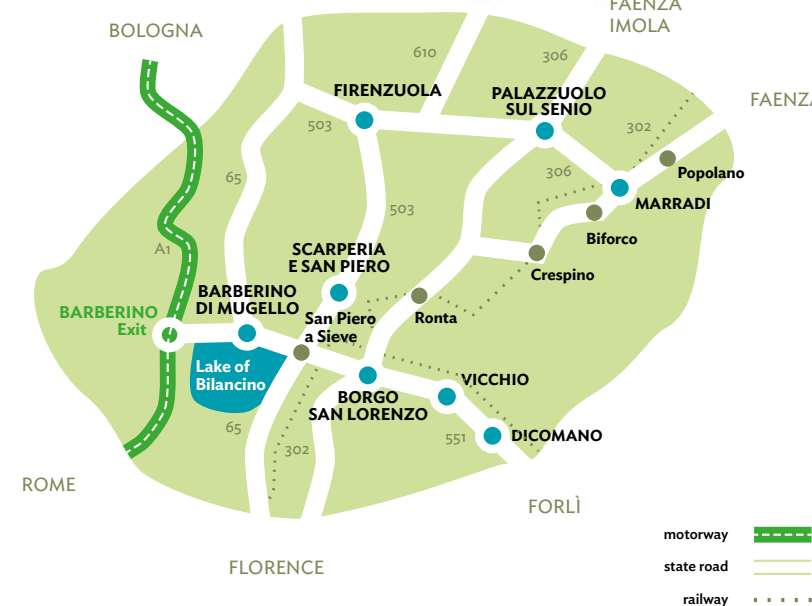 FAENZA
IMOLA
BOLOGNA
610
306
FIRENZUOLA
PALAZZUOLO
SUL SENIO
FAENZA
503
302
65
306
Popolano
503
MARRADI
A1
Biforco
SCARPERIA
E SAN PIERO
Crespino
BARBERINO
DI MUGELLO
BARBERINO
Exit
San Piero
a Sieve
Ronta
Lake of
Bilancino
VICCHIO
BORGO
SAN LORENZO
65
302
551
DICOMANO
ROME
FORLÌ
motorway
FLORENCE
state road
railway